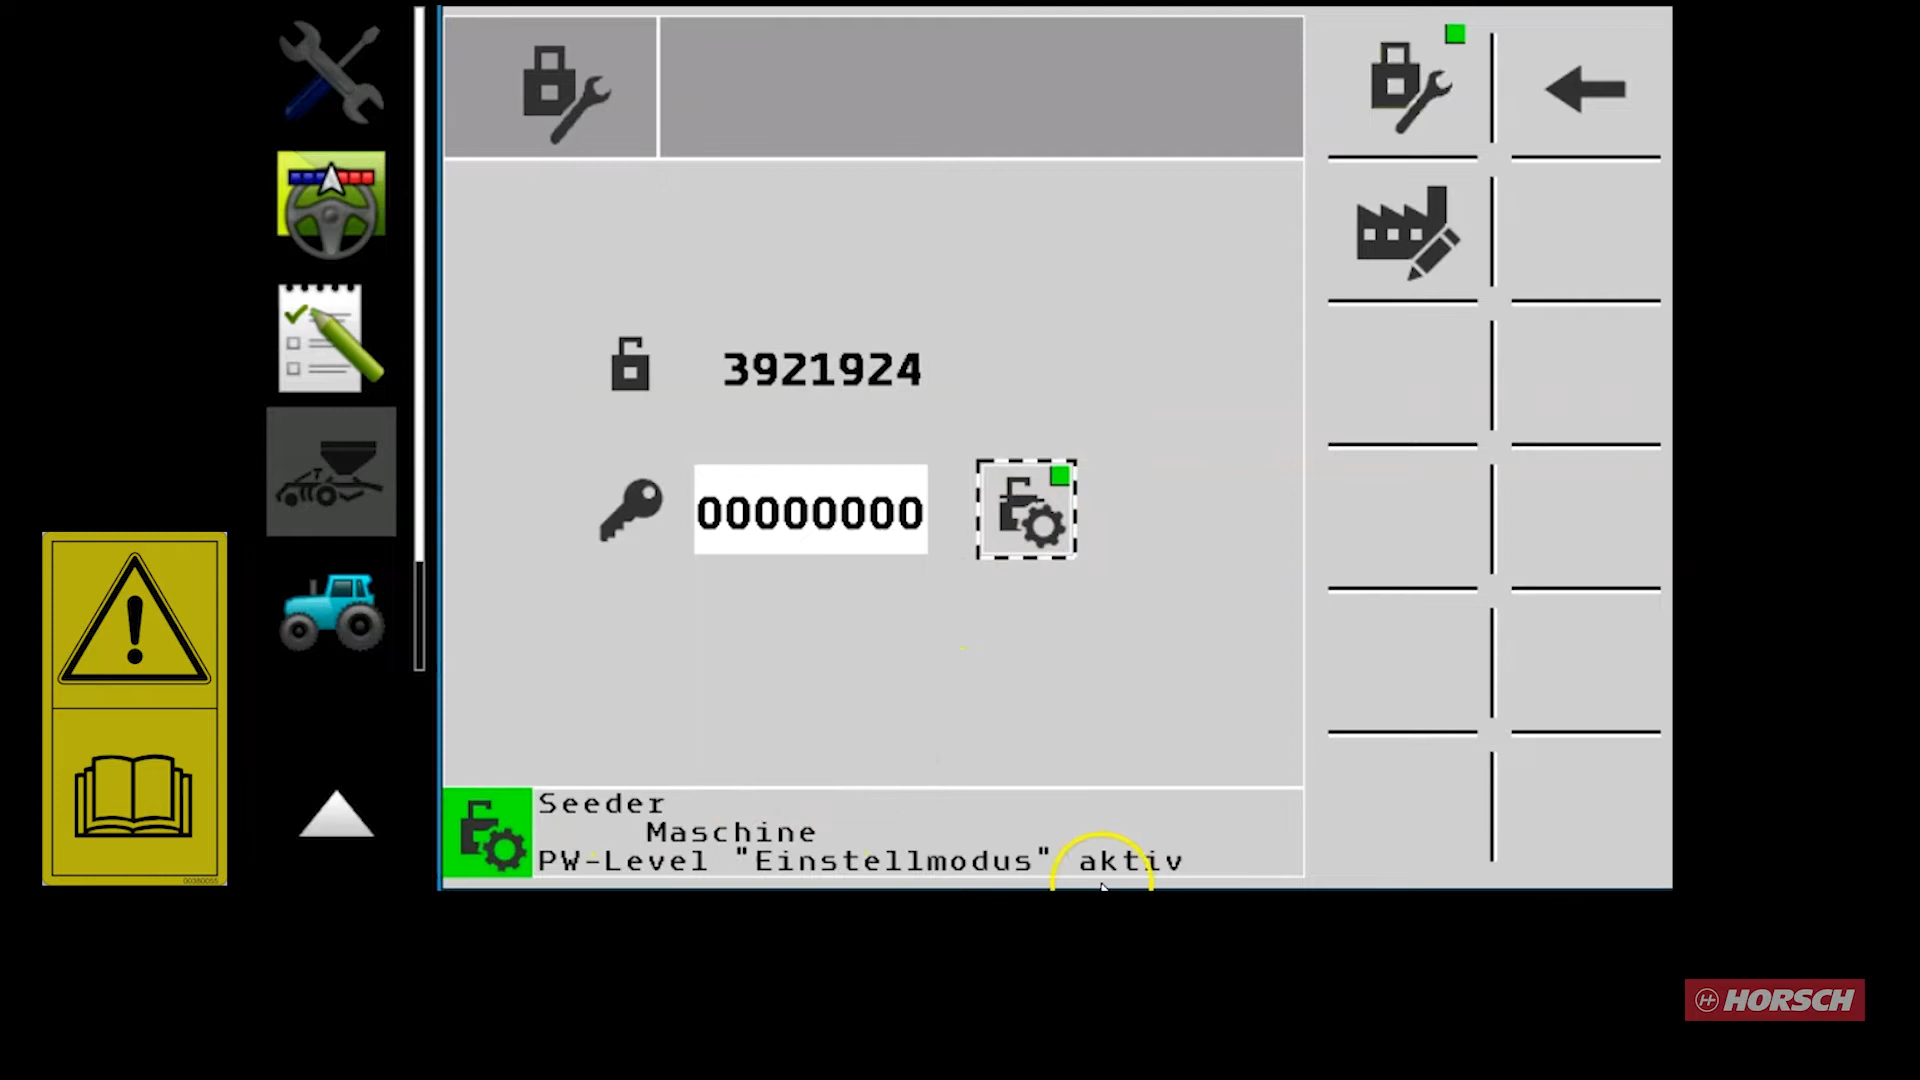 3921924
00000000
Seeder
Maschine
PW-Level "Einstellmodus" aktiv
HORSCH